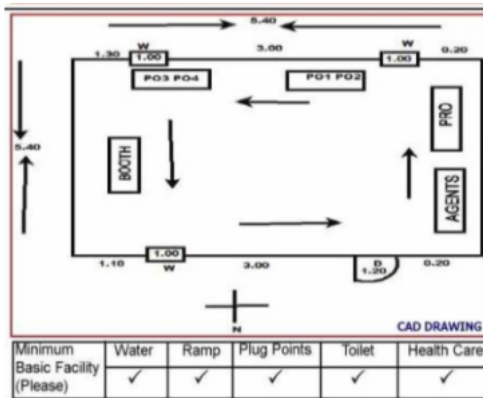 5.40
W 3.00 W
1.30 1.00 1.00 0.20
PO3 PO4 PO1 PO2
PRO
5.40
BOOTH
AGENTS
1.00 D
1.10 W 3.00 1.20 0.20
N
CAD DRAWING
Minimum Basic Facility (Please) Water Ramp Plug Points Toilet Health Care
✓ ✓ ✓ ✓ ✓